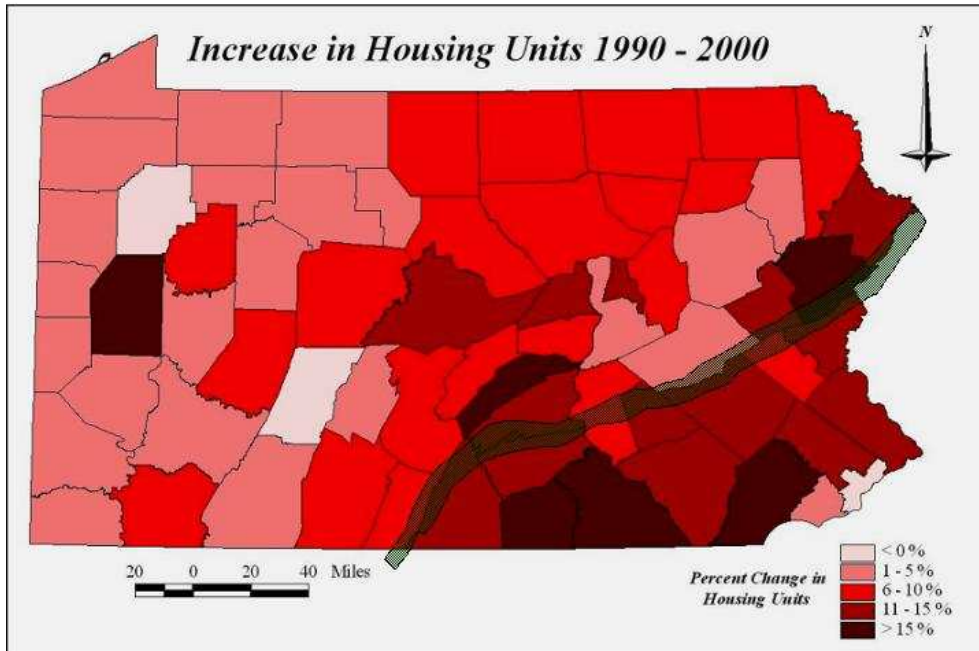 Increase in Housing Units 1990 - 2000
N
20 0 20 40 Miles
Percent Change in
Housing Units
< 0 %
1 - 5 %
6 - 10 %
11 - 15 %
> 15 %